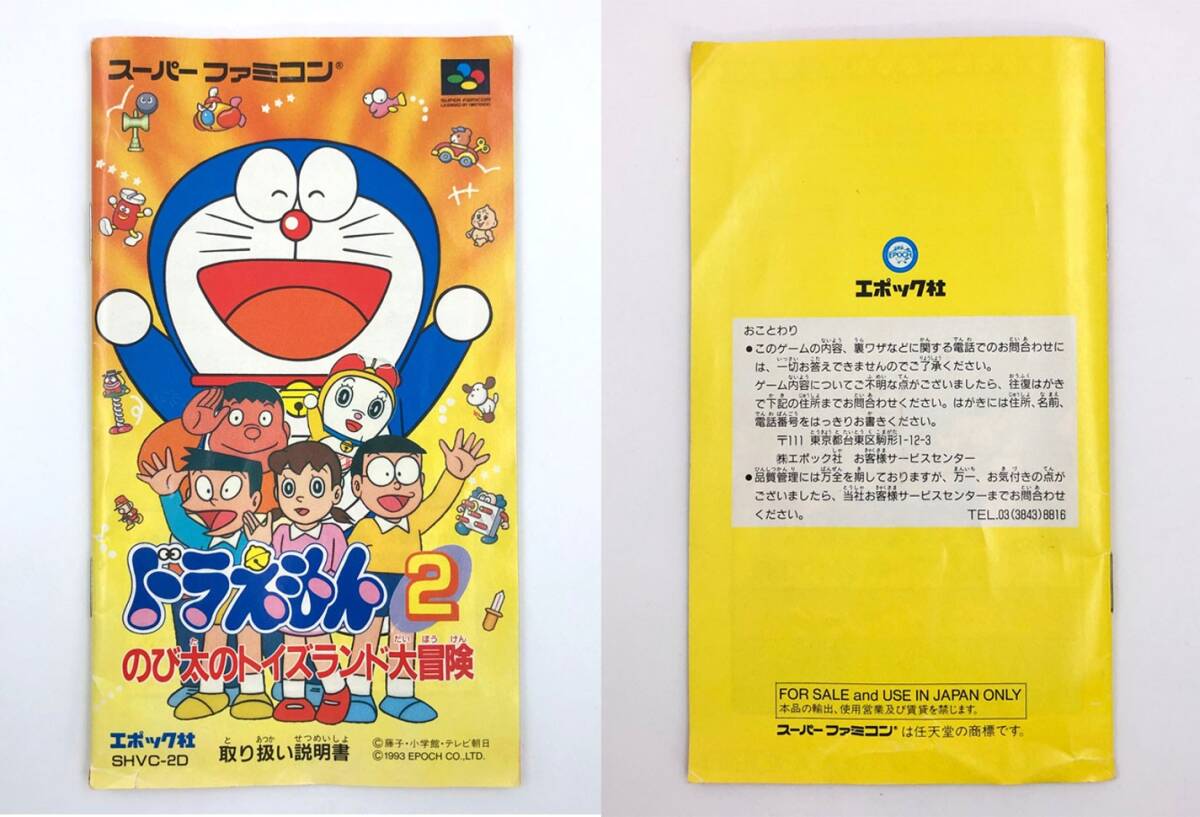 スーパーファミコン®
SUPER FAMICOM
LICENSED BY NINTENDO
ドラえもん2
のび太のトイズランド大冒険
エポック社
SHVC-2D
取り扱い説明書
©藤子・小学館・テレビ朝日
©1993 EPOCH CO.,LTD.
EPOCH
エポック社
おことわり
●このゲームの内容、裏ワザなどに関する電話でのお問合わせに
は、一切お答えできませんのでご了承ください。
ゲーム内容についてご不明な点がございましたら、往復はがき
で下記の住所までお問合わせください。はがきには住所、名前、
電話番号をはっきりお書きください。
〒111 東京都台東区駒形1-12-3
㈱エポック社 お客様サービスセンター
●品質管理には万全を期しておりますが、万一、お気付きの点が
ございましたら、当社お客様サービスセンターまでお問合わせ
ください。 TEL.03(3843)8816
FOR SALE and USE IN JAPAN ONLY
本品の輸出、使用営業及び賃貸を禁じます。
スーパーファミコン®は任天堂の商標です。